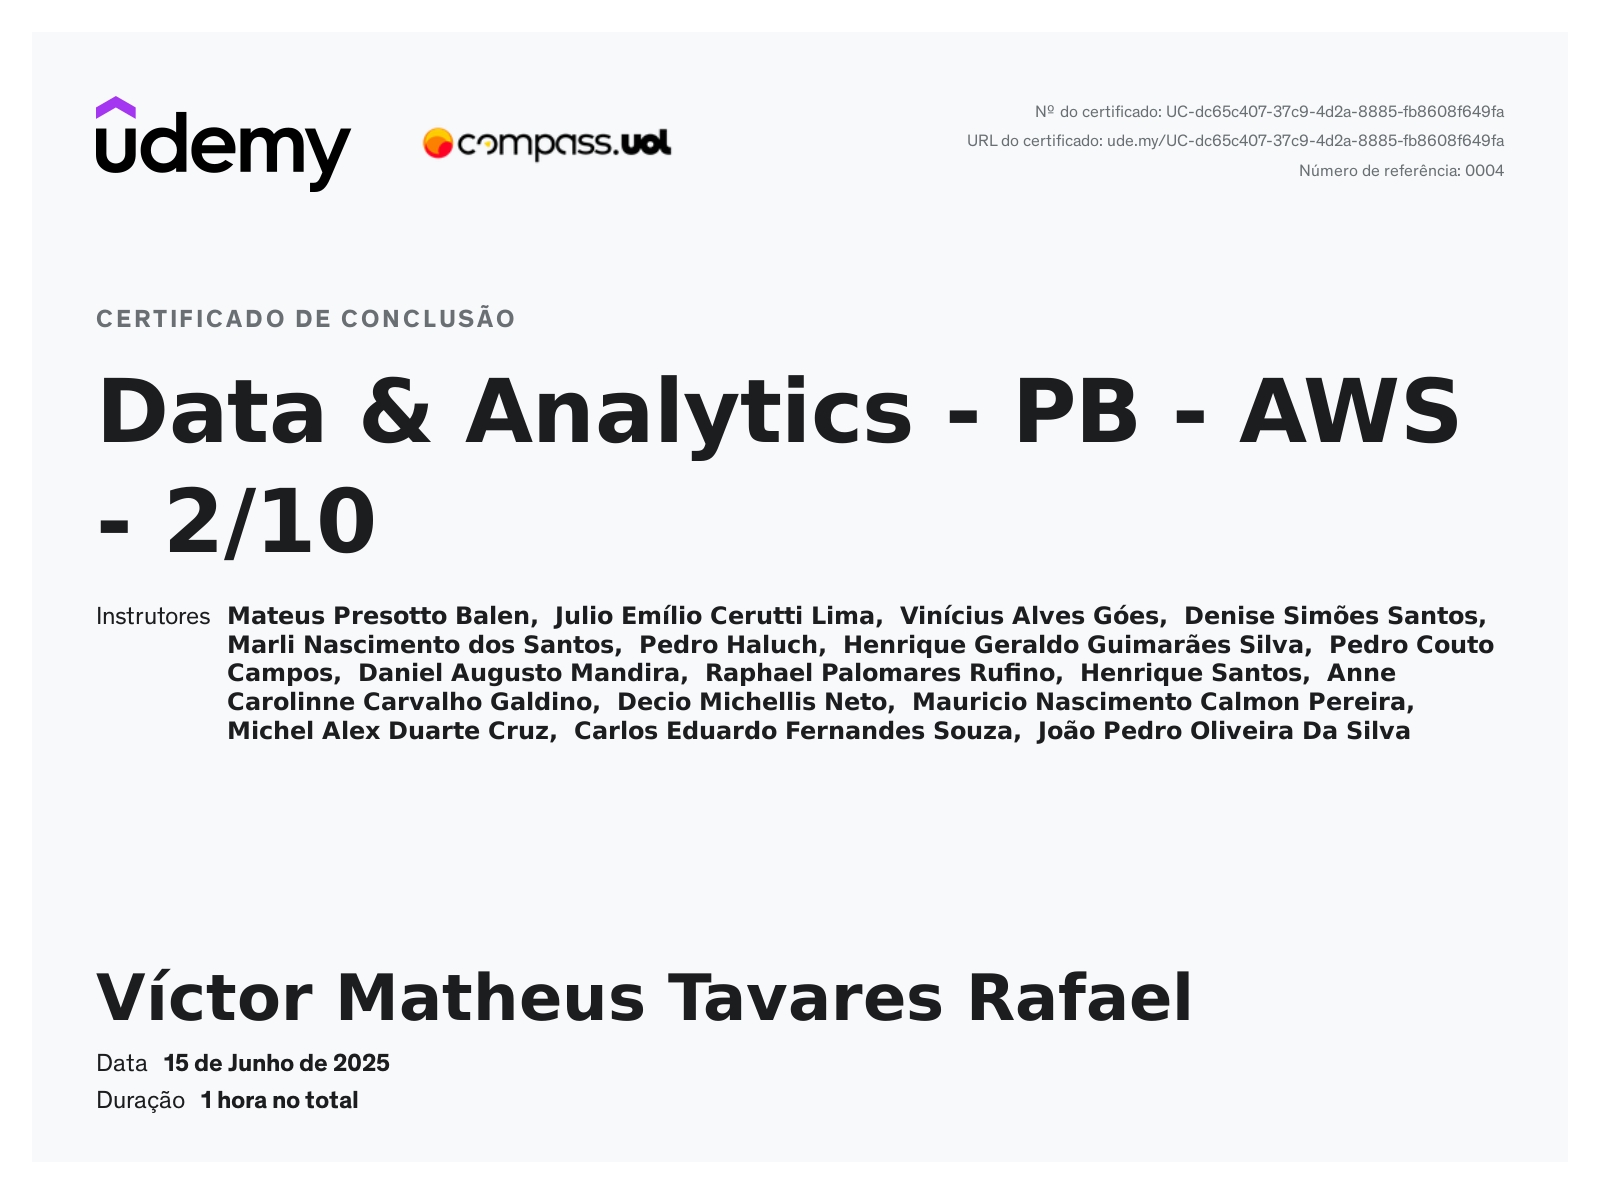 udemy
compass.uol
Nº do certificado: UC-dc65c407-37c9-4d2a-8885-fb8608f649fa
URL do certificado: ude.my/UC-dc65c407-37c9-4d2a-8885-fb8608f649fa
Número de referência: 0004
CERTIFICADO DE CONCLUSÃO
Data & Analytics - PB - AWS
- 2/10
Instrutores Mateus Presotto Balen, Julio Emílio Cerutti Lima, Vinícius Alves Góes, Denise Simões Santos,
Marli Nascimento dos Santos, Pedro Haluch, Henrique Geraldo Guimarães Silva, Pedro Couto
Campos, Daniel Augusto Mandira, Raphael Palomares Rufino, Henrique Santos, Anne
Carolinne Carvalho Galdino, Decio Michellis Neto, Mauricio Nascimento Calmon Pereira,
Michel Alex Duarte Cruz, Carlos Eduardo Fernandes Souza, João Pedro Oliveira Da Silva
Víctor Matheus Tavares Rafael
Data 15 de Junho de 2025
Duração 1 hora no total